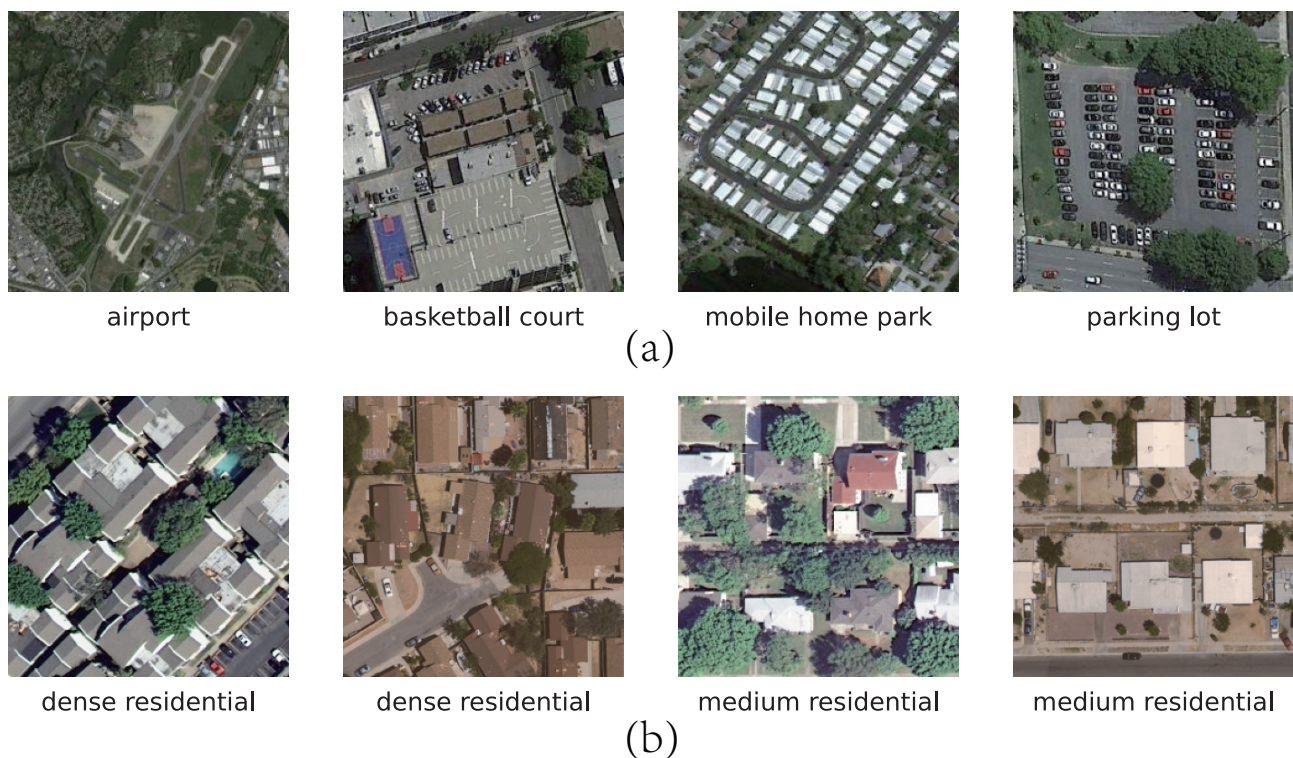 airport
basketball court
mobile home park
parking lot
(a)
dense residential
dense residential
medium residential
medium residential
(b)